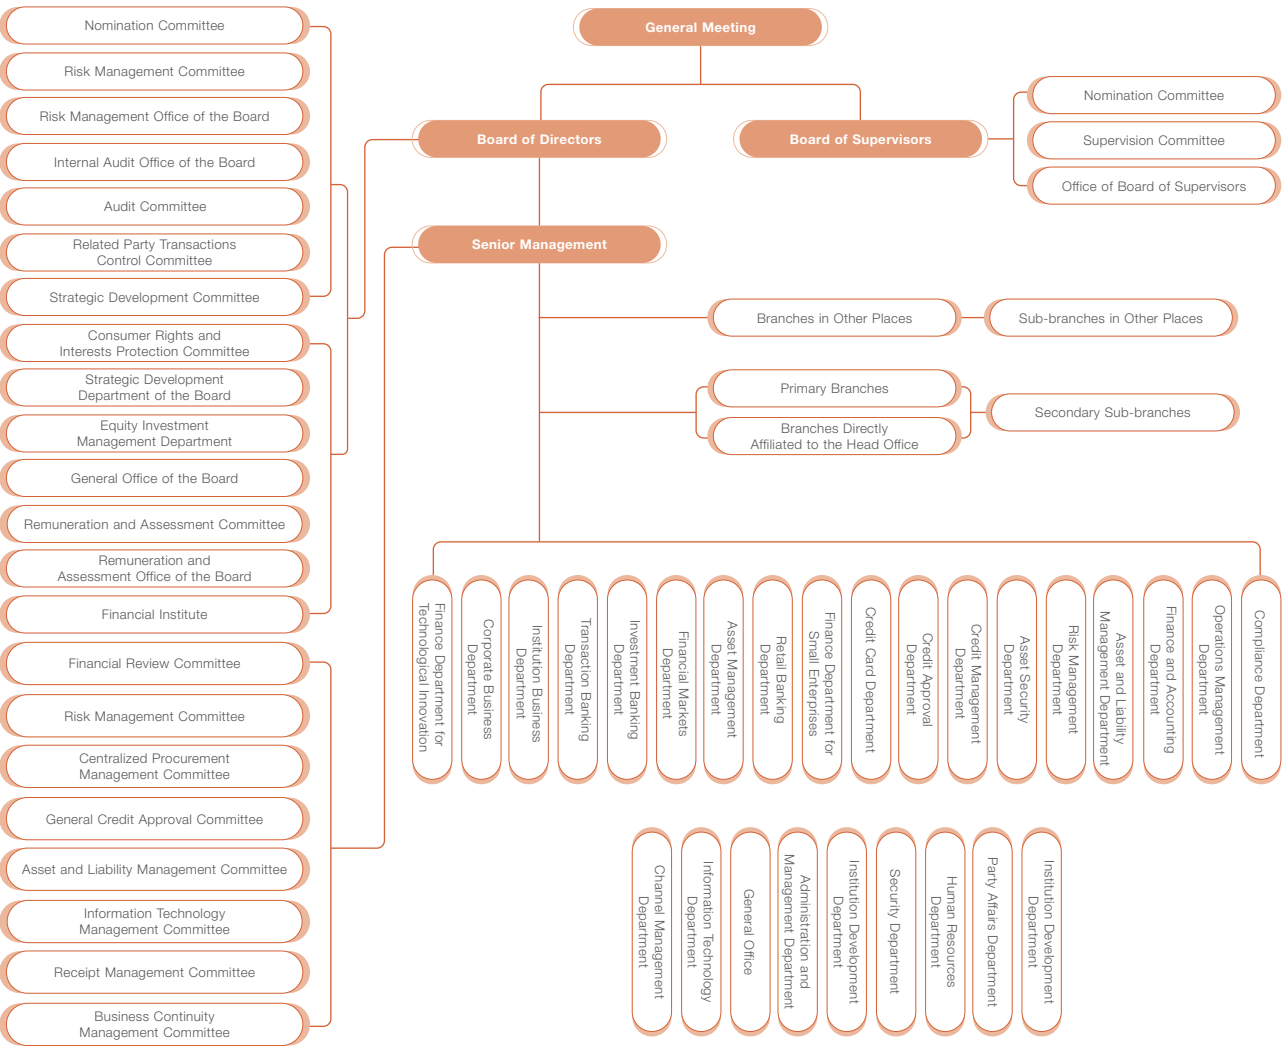 General Meeting
Board of Directors
Board of Supervisors
Senior Management
Nomination Committee
Risk Management Committee
Risk Management Office of the Board
Internal Audit Office of the Board
Audit Committee
Related Party Transactions
Control Committee
Strategic Development Committee
Consumer Rights and
Interests Protection Committee
Strategic Development
Department of the Board
Equity Investment
Management Department
General Office of the Board
Remuneration and Assessment Committee
Remuneration and
Assessment Office of the Board
Financial Institute
Financial Review Committee
Risk Management Committee
Centralized Procurement
Management Committee
General Credit Approval Committee
Asset and Liability Management Committee
Information Technology
Management Committee
Receipt Management Committee
Business Continuity
Management Committee
Nomination Committee
Supervision Committee
Office of Board of Supervisors
Branches in Other Places
Sub-branches in Other Places
Primary Branches
Branches Directly
Affiliated to the Head Office
Secondary Sub-branches
Finance Department for
Technological Innovation
Corporate Business
Department
Institution Business
Department
Transaction Banking
Department
Investment Banking
Department
Financial Markets
Department
Asset Management
Department
Retail Banking
Department
Finance Department for
Small Enterprises
Credit Card Department
Credit Approval
Department
Credit Management
Department
Asset Security
Department
Risk Management
Department
Asset and Liability
Management Department
Finance and Accounting
Department
Operations Management
Department
Compliance Department
Channel Management
Department
Information Technology
Department
General Office
Administration and
Management Department
Institution Development
Department
Security Department
Human Resources
Department
Party Affairs Department
Institution Development
Department